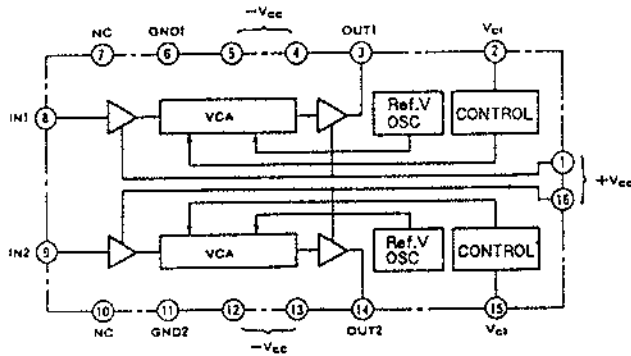 -Vcc
NC GND1 OUT1 Vc1
7 6 5 4 3 2
IN1 8 VCA Ref.V OSC CONTROL
1
+Vcc
16
IN2 9 VCA Ref.V OSC CONTROL
10 11 12 13 14 15
NC GND2 -Vcc OUT2